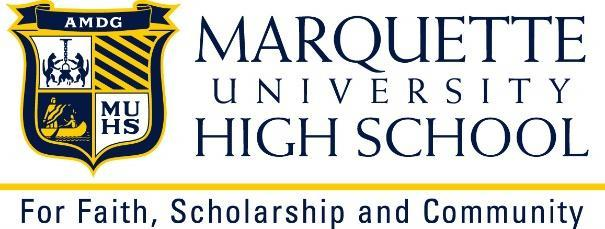 AMDG
MU
HS
MARQUETTE
UNIVERSITY
HIGH SCHOOL
For Faith, Scholarship and Community